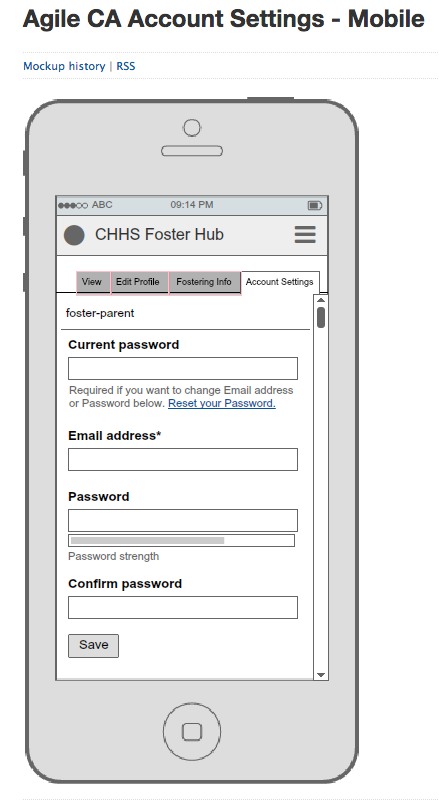 Agile CA Account Settings - Mobile
Mockup history | RSS
ABC 09:14 PM
CHHS Foster Hub
View Edit Profile Fostering Info Account Settings
foster-parent
Current password
Required if you want to change Email address
or Password below. Reset your Password.
Email address*
Password
Password strength
Confirm password
Save